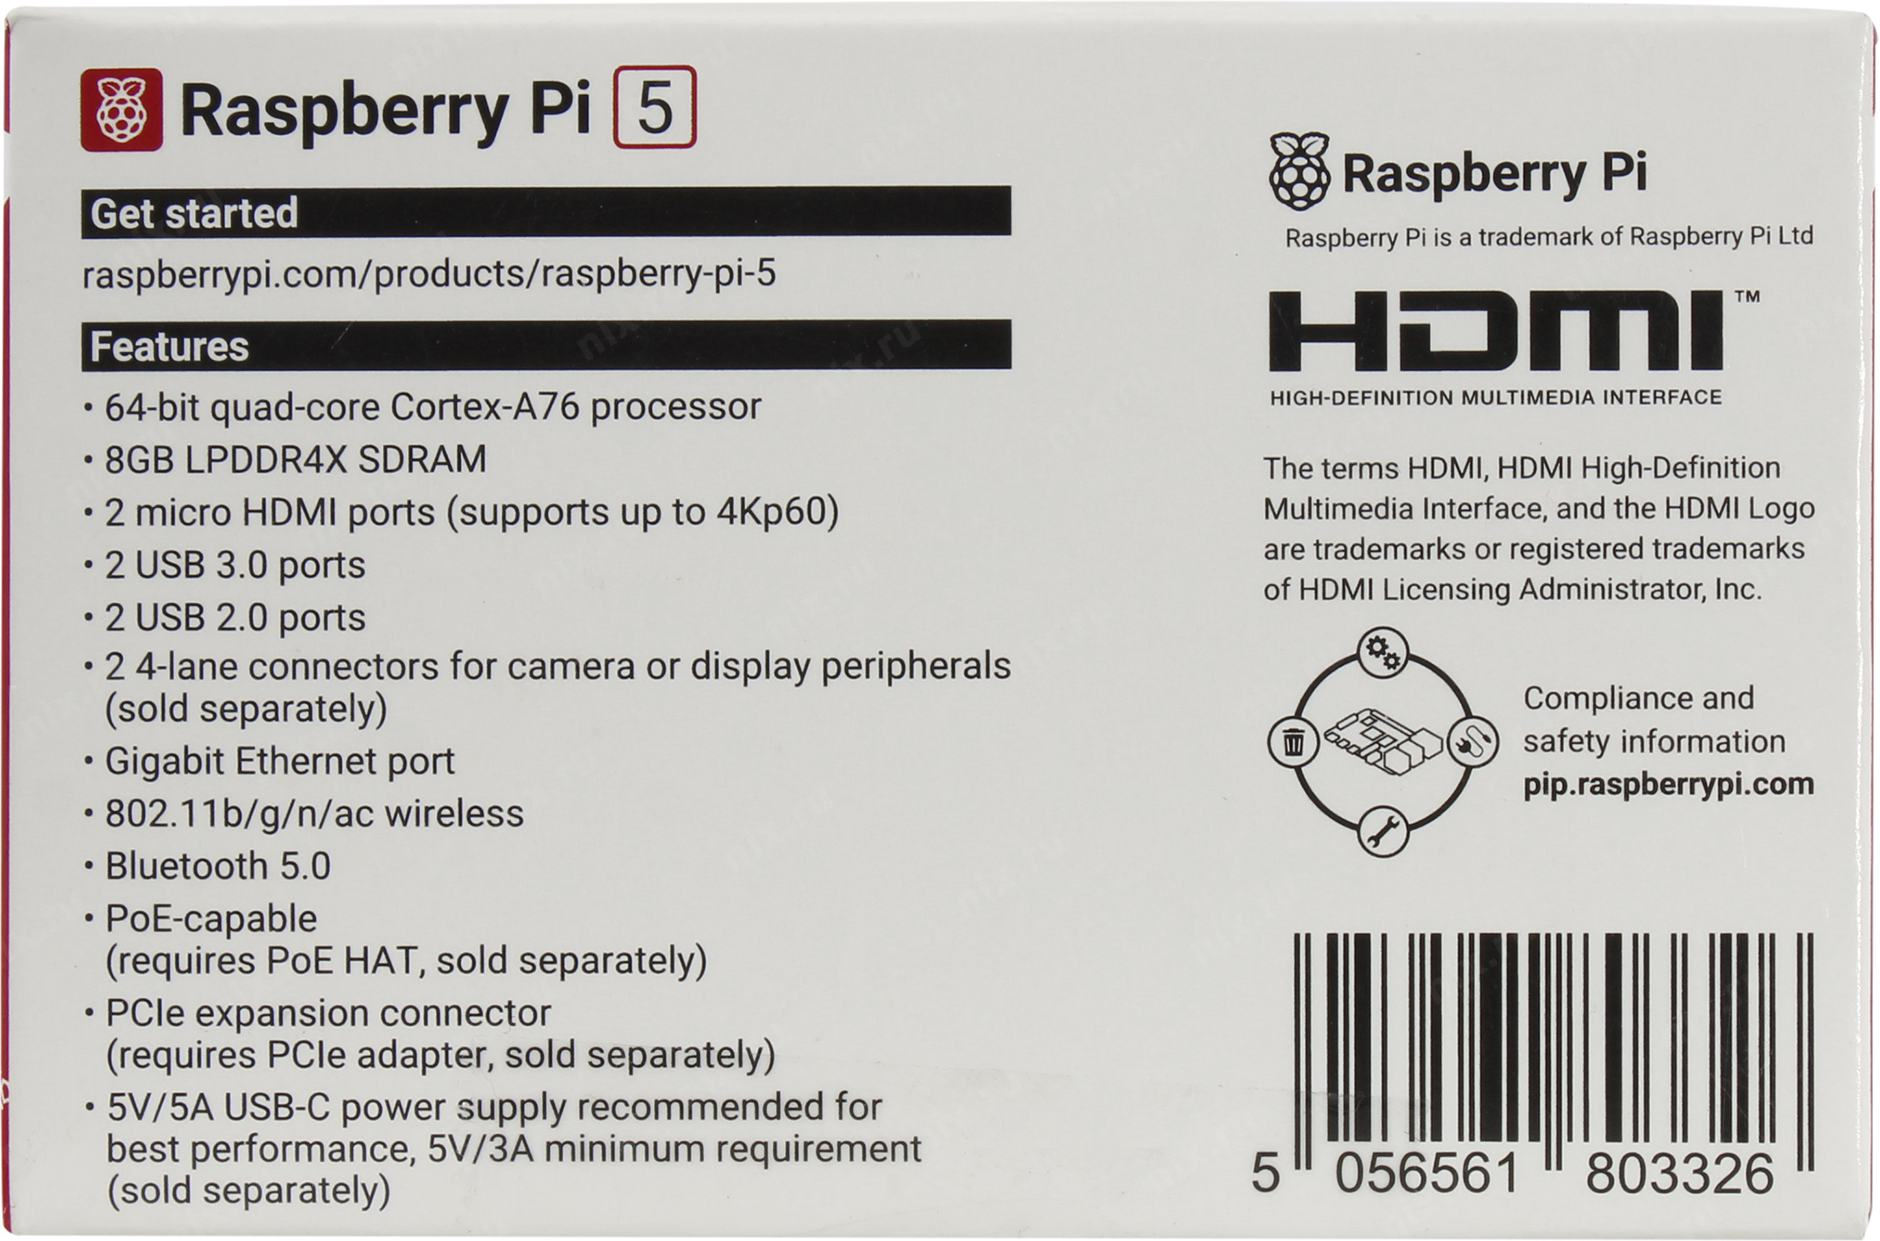 Raspberry Pi 5
Get started
raspberrypi.com/products/raspberry-pi-5
Features
• 64-bit quad-core Cortex-A76 processor
• 8GB LPDDR4X SDRAM
• 2 micro HDMI ports (supports up to 4Kp60)
• 2 USB 3.0 ports
• 2 USB 2.0 ports
• 2 4-lane connectors for camera or display peripherals
(sold separately)
• Gigabit Ethernet port
• 802.11b/g/n/ac wireless
• Bluetooth 5.0
• PoE-capable
(requires PoE HAT, sold separately)
• PCIe expansion connector
(requires PCIe adapter, sold separately)
• 5V/5A USB-C power supply recommended for
best performance, 5V/3A minimum requirement
(sold separately)
Raspberry Pi
Raspberry Pi is a trademark of Raspberry Pi Ltd
HDMI™
HIGH-DEFINITION MULTIMEDIA INTERFACE
The terms HDMI, HDMI High-Definition
Multimedia Interface, and the HDMI Logo
are trademarks or registered trademarks
of HDMI Licensing Administrator, Inc.
Compliance and
safety information
pip.raspberrypi.com
5 056561 803326
nix.ru